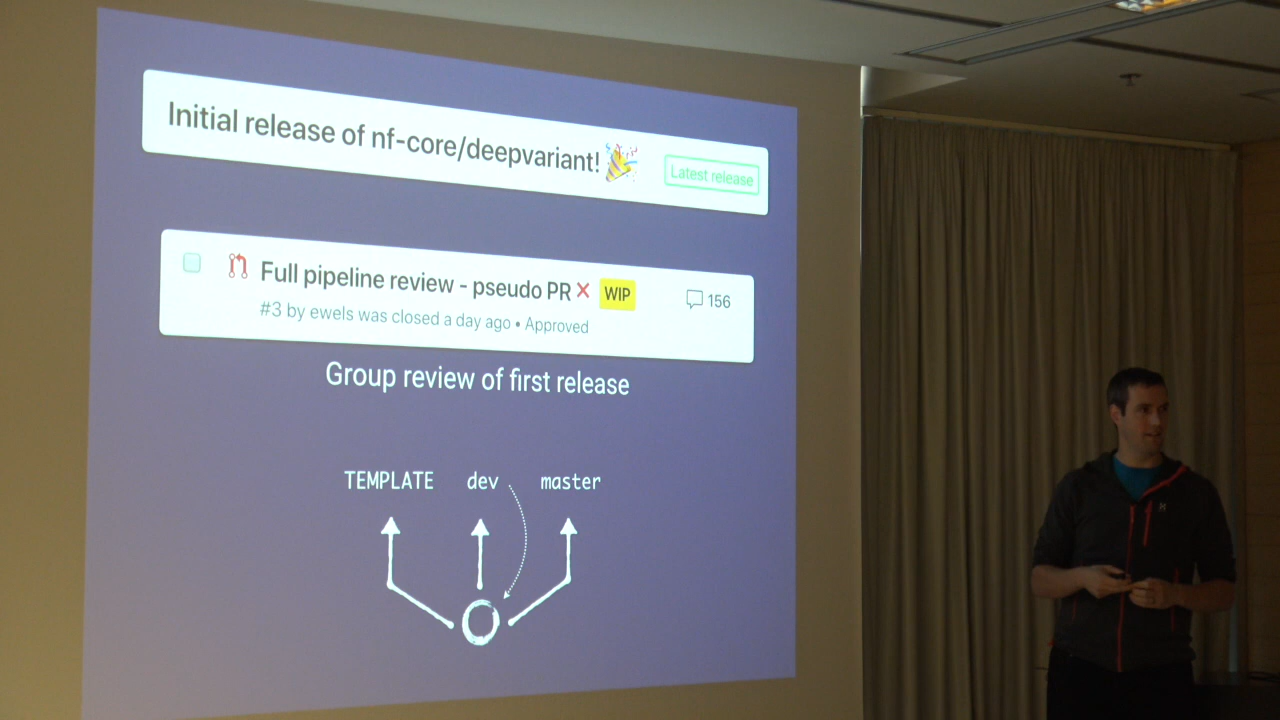 Initial release of nf-core/deepvariant! 🎉 Latest release
Full pipeline review - pseudo PR ❌ WIP 156
#3 by ewels was closed a day ago • Approved
Group review of first release
TEMPLATE dev master